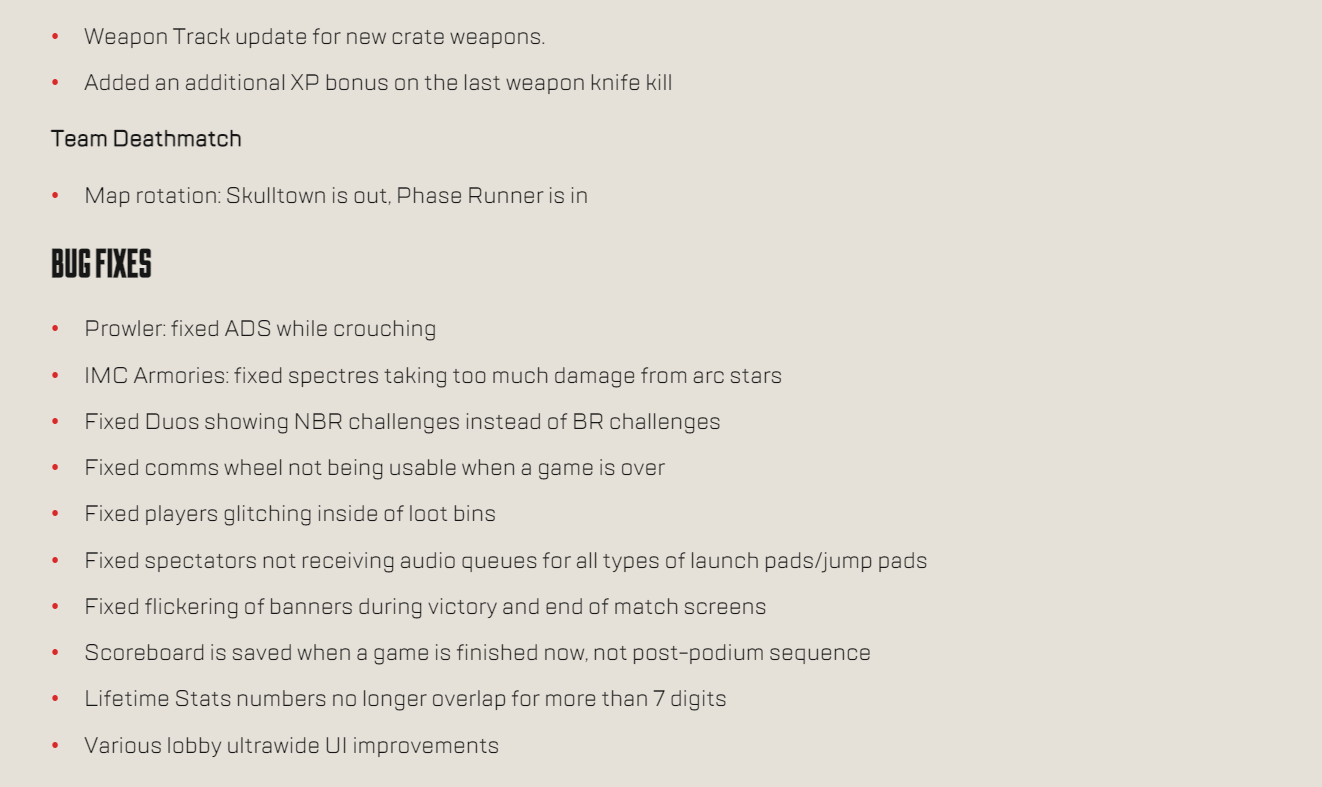 • Weapon Track update for new crate weapons.
• Added an additional XP bonus on the last weapon knife kill
Team Deathmatch
• Map rotation: Skulltown is out, Phase Runner is in
BUG FIXES
• Prowler: fixed ADS while crouching
• IMC Armories: fixed spectres taking too much damage from arc stars
• Fixed Duos showing NBR challenges instead of BR challenges
• Fixed comms wheel not being usable when a game is over
• Fixed players glitching inside of loot bins
• Fixed spectators not receiving audio queues for all types of launch pads/jump pads
• Fixed flickering of banners during victory and end of match screens
• Scoreboard is saved when a game is finished now, not post-podium sequence
• Lifetime Stats numbers no longer overlap for more than 7 digits
• Various lobby ultrawide UI improvements